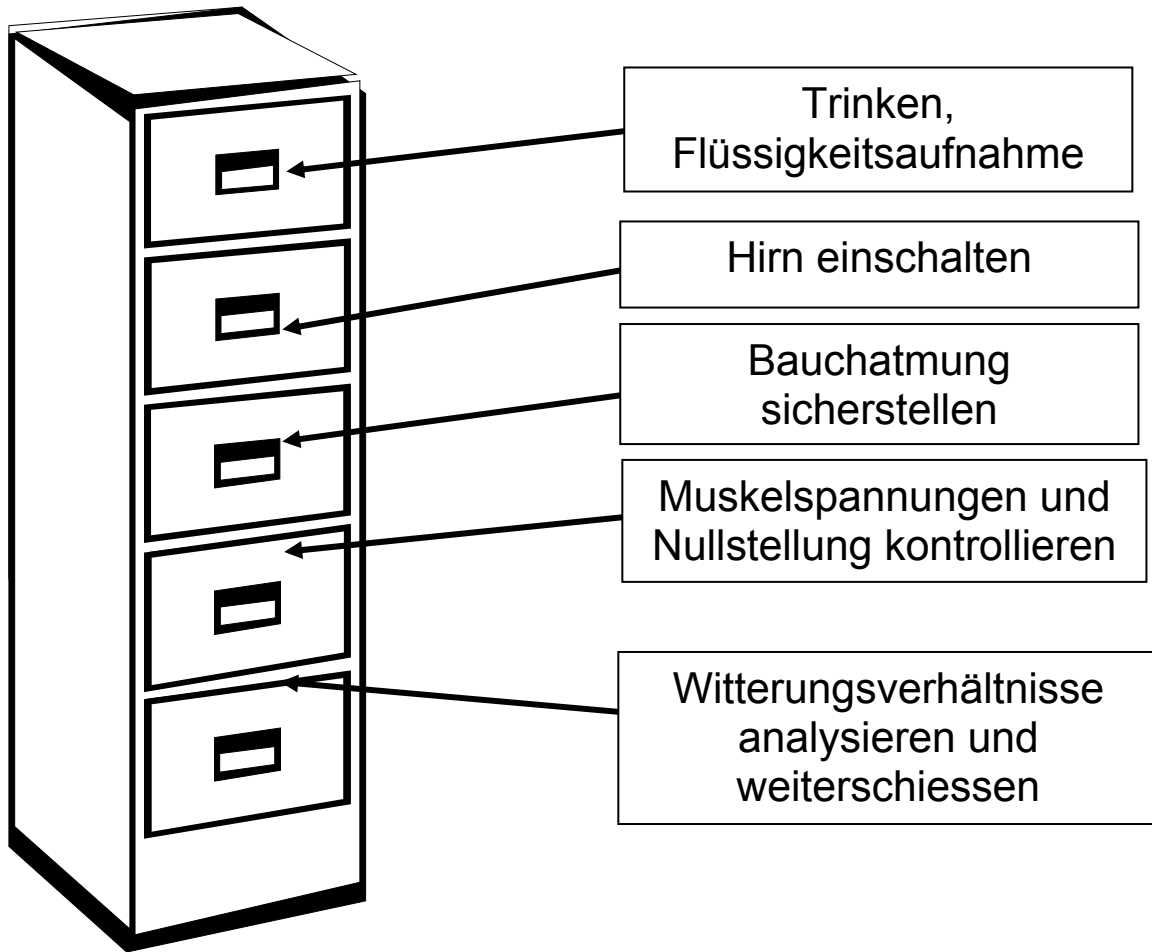 Trinken,
Flüssigkeitsaufnahme
Hirn einschalten
Bauchatmung
sicherstellen
Muskelspannungen und
Nullstellung kontrollieren
Witterungsverhältnisse
analysieren und
weiterschiessen